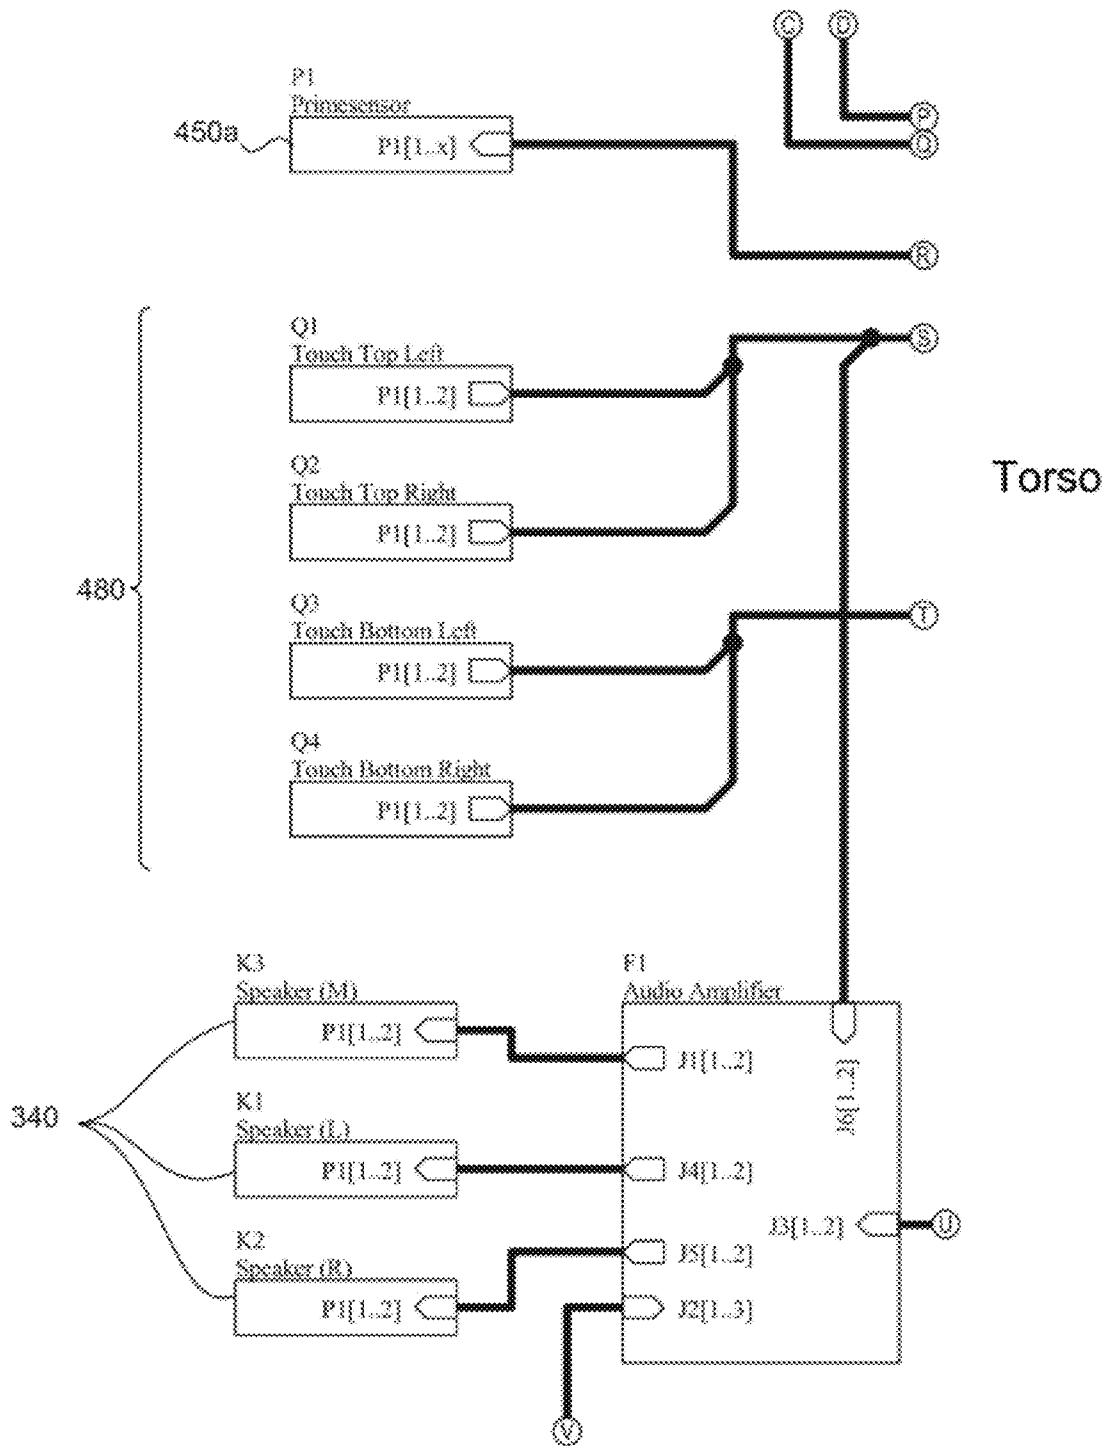 C D
P1
Primesensor
450a
P1[1..x]
P
Q
R
Q1
Touch Top Left
P1[1..2]
S
Q2
Touch Top Right
P1[1..2]
Torso
480
Q3
Touch Bottom Left
P1[1..2]
T
Q4
Touch Bottom Right
P1[1..2]
K3
Speaker (M)
P1[1..2]
F1
Audio Amplifier
J1[1..2]
J6[1..2]
340
K1
Speaker (L)
P1[1..2]
J4[1..2]
J3[1..2]
U
K2
Speaker (R)
P1[1..2]
J5[1..2]
J2[1..3]
V